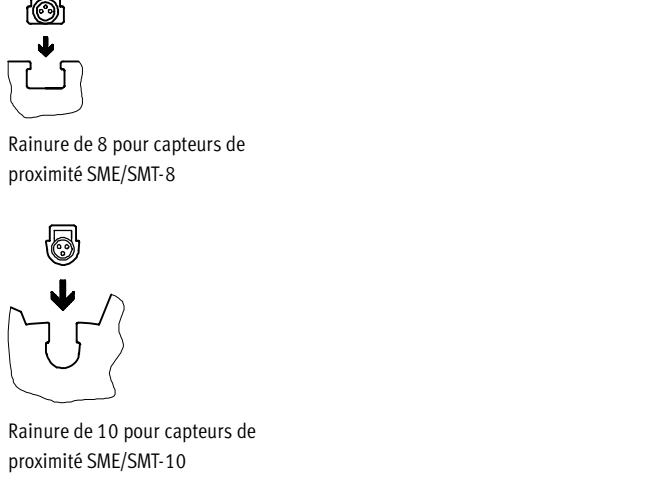 Rainure de 8 pour capteurs de
proximité SME/SMT-8
Rainure de 10 pour capteurs de
proximité SME/SMT-10